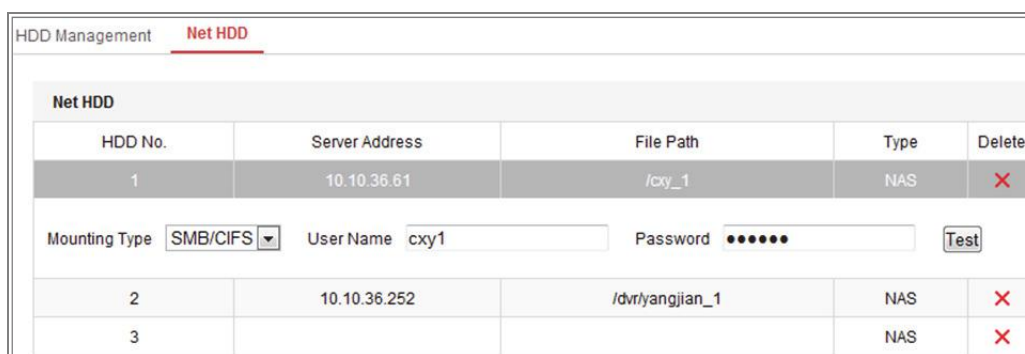 HDD Management Net HDD
Net HDD
HDD No. Server Address File Path Type Delete
1 10.10.36.61 /cxy_1 NAS
Mounting Type SMB/CIFS User Name cxy1 Password ●●●●●● Test
2 10.10.36.252 /dvr/yangjian_1 NAS
3 NAS